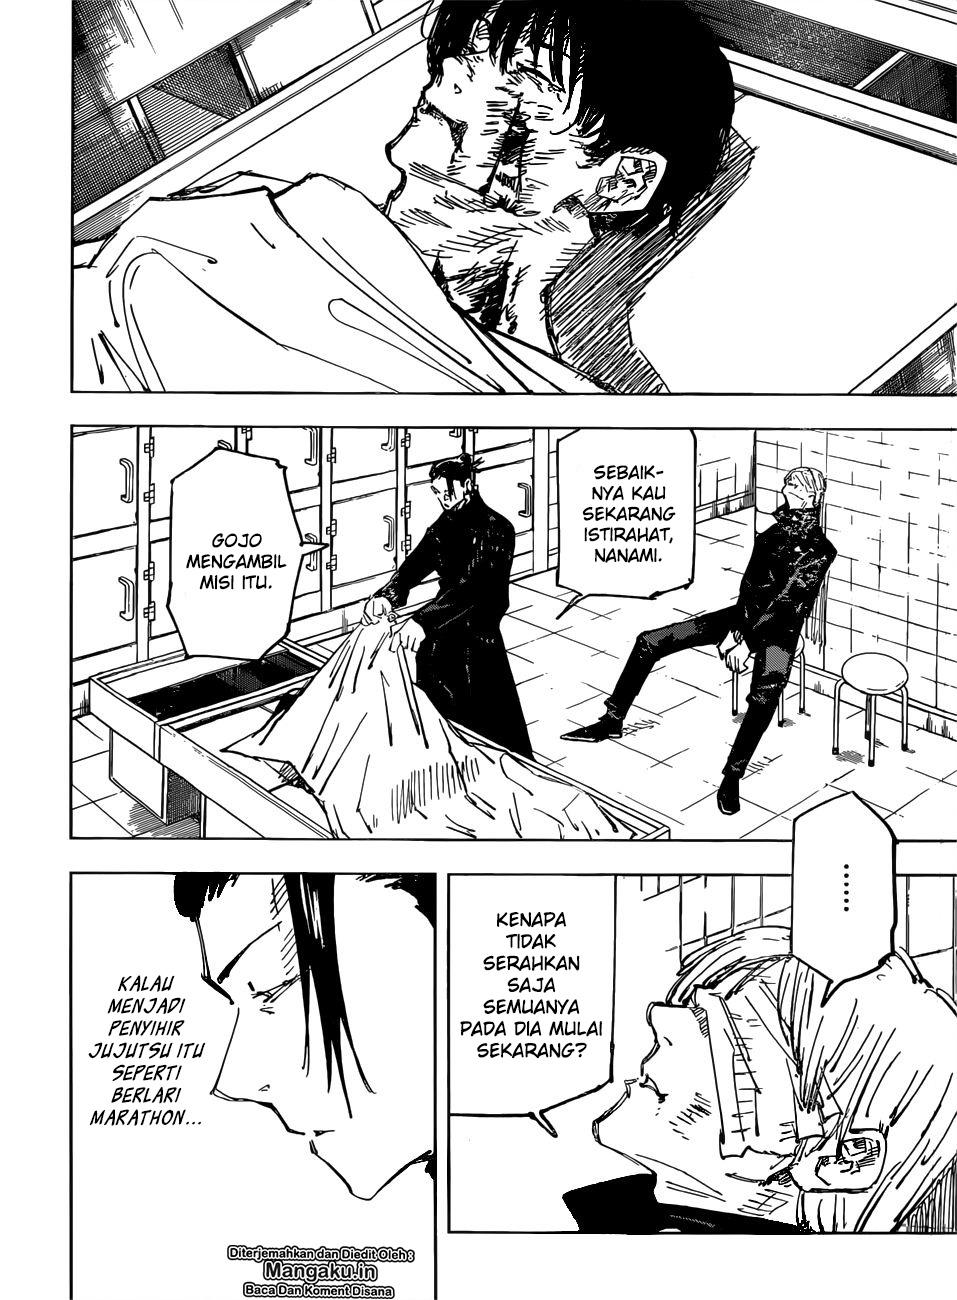 SEBAIK-
NYA KAU
SEKARANG
ISTIRAHAT,
NANAMI.
GOJO
MENGAMBIL
MISI ITU.
........
KENAPA
TIDAK
SERAHKAN
SAJA
SEMUANYA
PADA DIA MULAI
SEKARANG?
KALAU
MENJADI
PENYIHIR
JUJUTSU ITU
SEPERTI
BERLARI
MARATHON...
Diterjemahkan dan Diedit Oleh :
Mangaku.in
Baca Dan Koment Disana